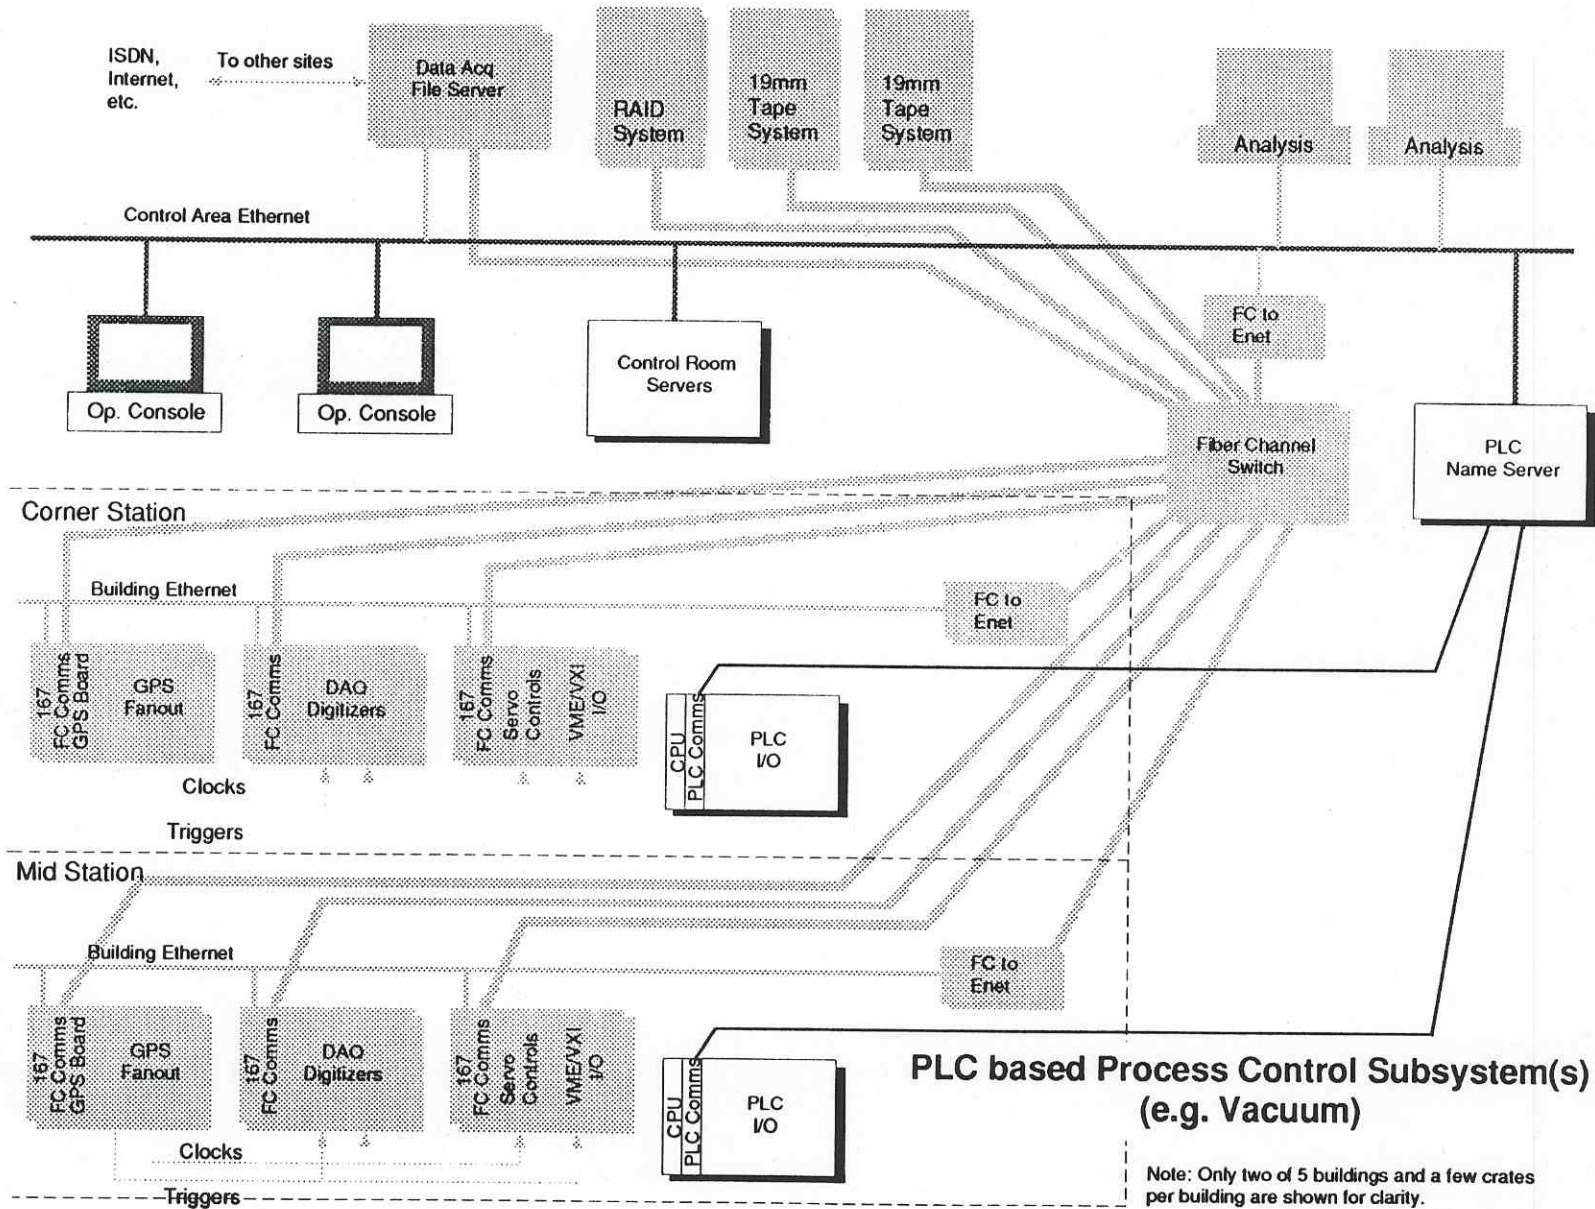 ISDN,
Internet,
etc.
To other sites
Data Acq
File Server
RAID
System
19mm
Tape
System
19mm
Tape
System
Analysis
Analysis
Control Area Ethernet
Op. Console
Op. Console
Control Room
Servers
FC to
Enet
Fiber Channel
Switch
PLC
Name Server
Corner Station
Building Ethernet
FC to
Enet
167
FC Comms
GPS Board
GPS
Fanout
167
FC Comms
DAQ
Digitizers
167
FC Comms
Servo
Controls
VME/VXI
I/O
CPU
PLC Comms
PLC
I/O
Clocks
Triggers
Mid Station
Building Ethernet
FC to
Enet
167
FC Comms
GPS Board
GPS
Fanout
167
FC Comms
DAQ
Digitizers
167
FC Comms
Servo
Controls
VME/VXI
I/O
CPU
PLC Comms
PLC
I/O
Clocks
Triggers
PLC based Process Control Subsystem(s)
(e.g. Vacuum)
Note: Only two of 5 buildings and a few crates
per building are shown for clarity.